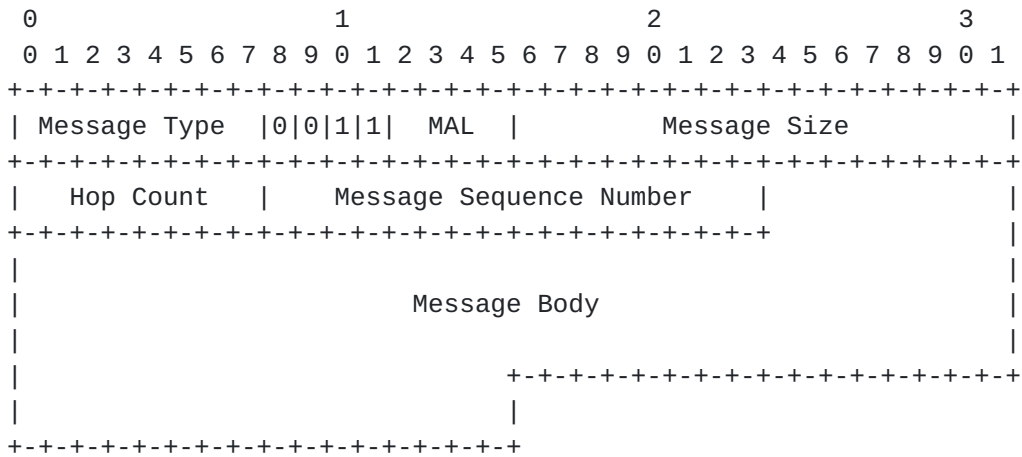 0                   1                   2                   3
 0 1 2 3 4 5 6 7 8 9 0 1 2 3 4 5 6 7 8 9 0 1 2 3 4 5 6 7 8 9 0 1
+-+-+-+-+-+-+-+-+-+-+-+-+-+-+-+-+-+-+-+-+-+-+-+-+-+-+-+-+-+-+-+-+
| Message Type  |0|0|1|1|  MAL  |         Message Size          |
+-+-+-+-+-+-+-+-+-+-+-+-+-+-+-+-+-+-+-+-+-+-+-+-+-+-+-+-+-+-+-+-+
|   Hop Count   |    Message Sequence Number    |               |
+-+-+-+-+-+-+-+-+-+-+-+-+-+-+-+-+-+-+-+-+-+-+-+-+               |
|                                                               |
|                         Message Body                          |
|                                                               |
|                               +-+-+-+-+-+-+-+-+-+-+-+-+-+-+-+-+
|                               |
+-+-+-+-+-+-+-+-+-+-+-+-+-+-+-+-+